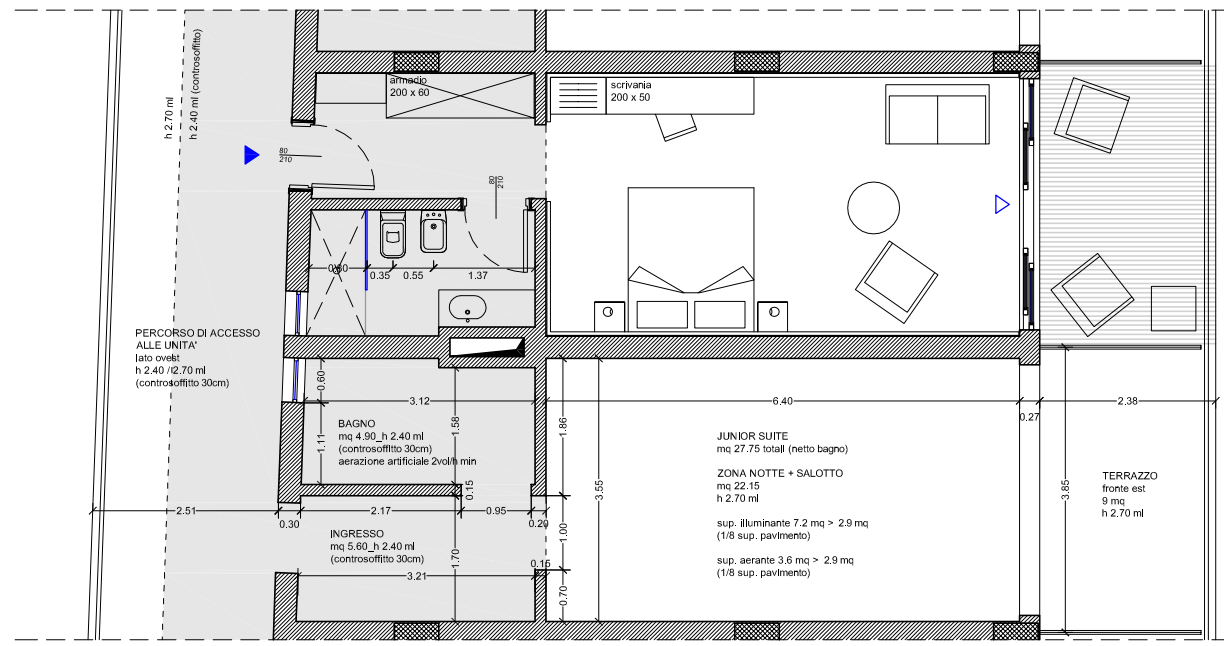 armadio
200 x 60
scrivania
200 x 50
h 2.70 ml
h 2.40 ml (controsoffitto)
80
210
80
210
0.80
0.35
0.55
1.37
PERCORSO DI ACCESSO
ALLE UNITA'
lato ovest
h 2.40 / 2.70 ml
(controsoffitto 30cm)
0.60
3.12
1.58
1.86
6.40
0.27
2.38
1.11
BAGNO
mq 4.90_h 2.40 ml
(controsoffitto 30cm)
aerazione artificiale 2vol/h min
0.15
3.55
3.85
JUNIOR SUITE
mq 27.75 totali (netto bagno)
ZONA NOTTE + SALOTTO
mq 22.15
h 2.70 ml
sup. illuminante 7.2 mq > 2.9 mq
(1/8 sup. pavimento)
sup. aerante 3.6 mq > 2.9 mq
(1/8 sup. pavimento)
TERRAZZO
fronte est
9 mq
h 2.70 ml
2.51
0.30
2.17
0.95
0.20
1.00
INGRESSO
mq 5.60_h 2.40 ml
(controsoffitto 30cm)
1.70
0.15
3.21
0.70